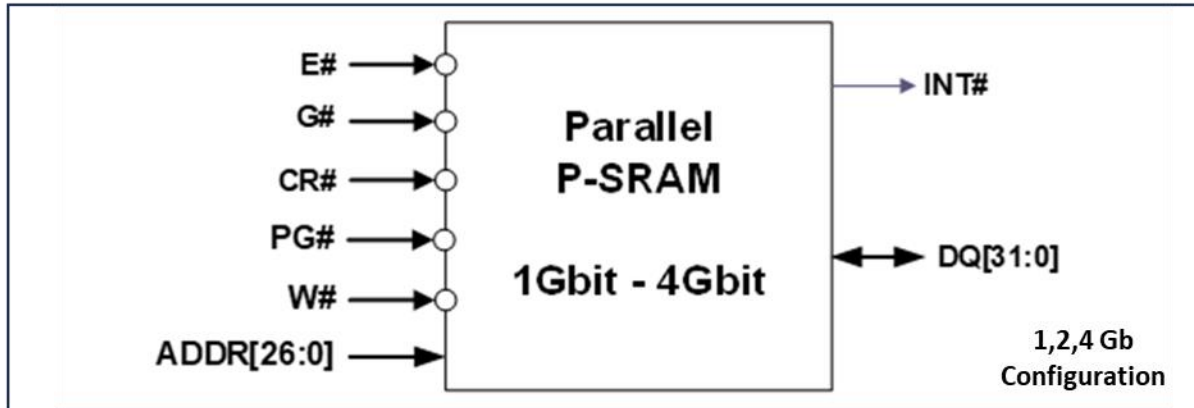 E#
G#
CR#
PG#
W#
ADDR[26:0]
Parallel
P-SRAM
1Gbit - 4Gbit
INT#
DQ[31:0]
1,2,4 Gb
Configuration